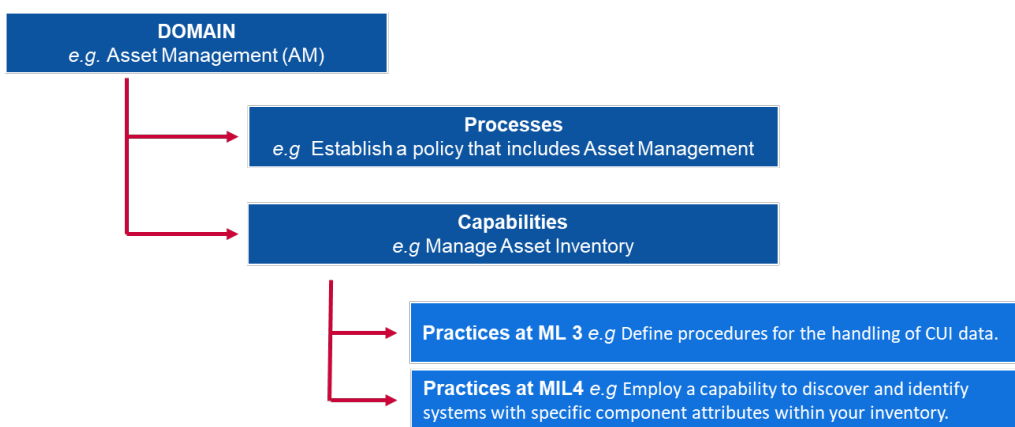 DOMAIN
e.g. Asset Management (AM)
Processes
e.g Establish a policy that includes Asset Management
Capabilities
e.g Manage Asset Inventory
Practices at ML 3 e.g Define procedures for the handling of CUI data.
Practices at MIL4 e.g Employ a capability to discover and identify
systems with specific component attributes within your inventory.